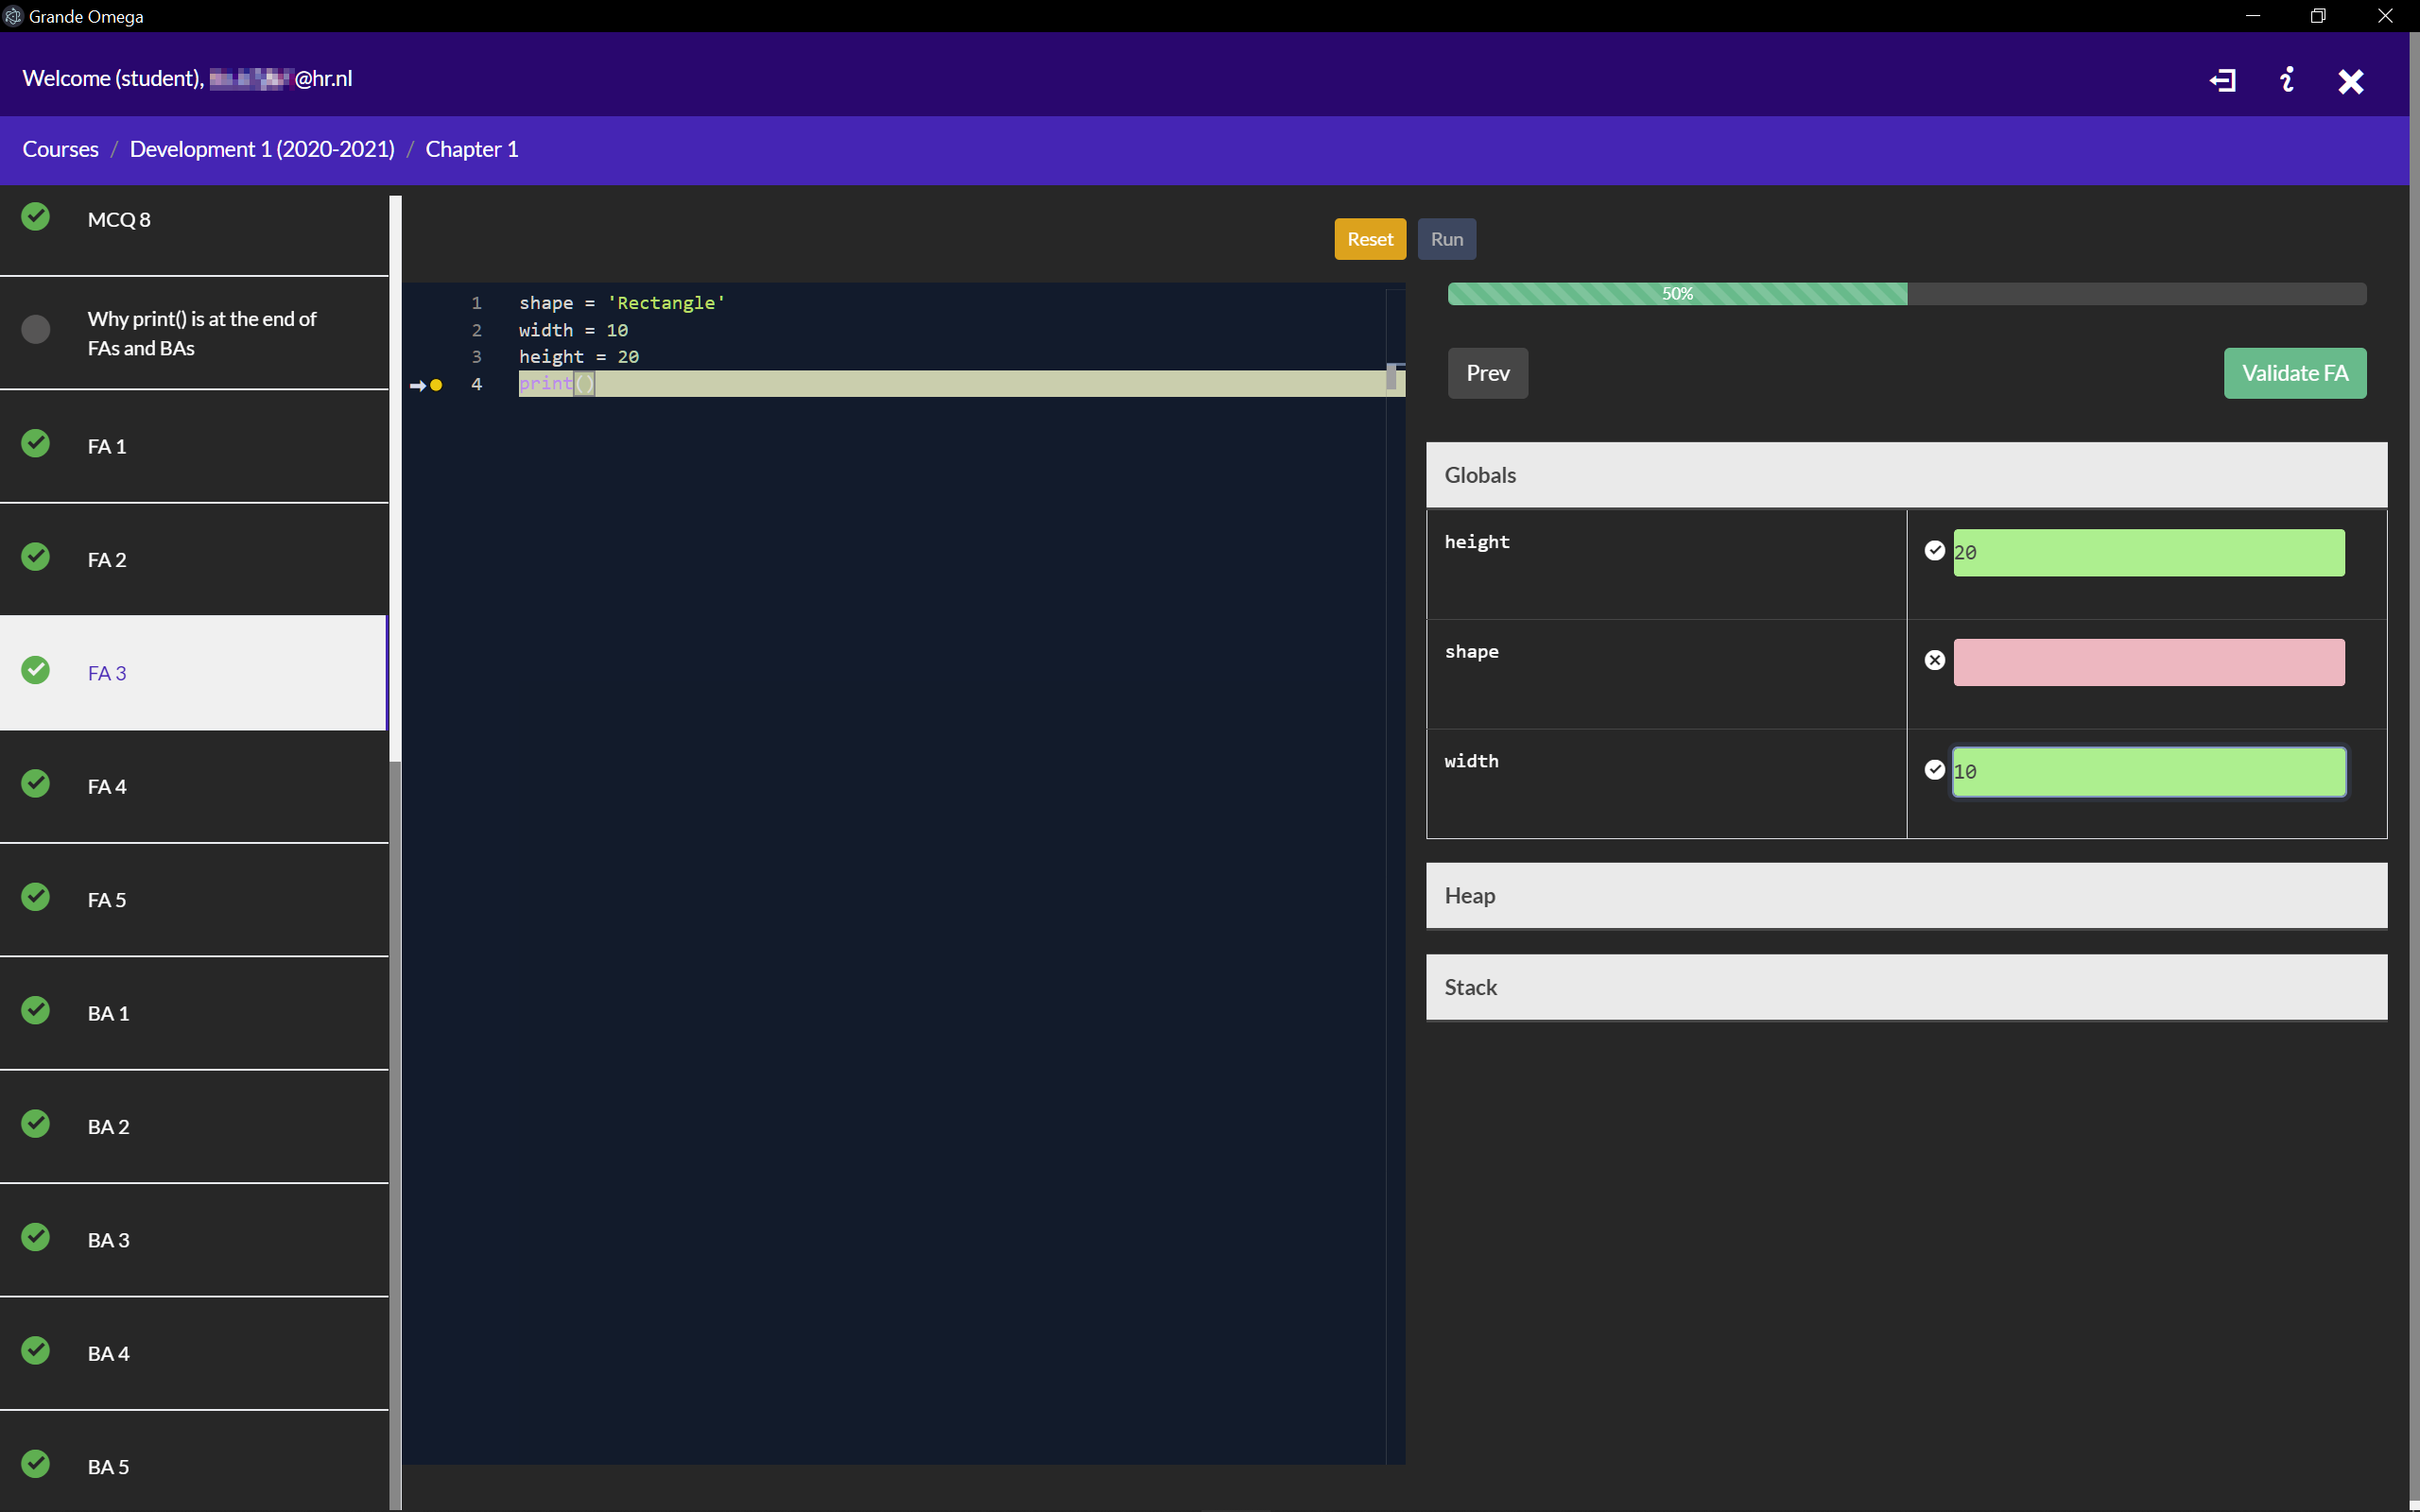 Grande Omega
Welcome (student), @hr.nl
Courses / Development 1 (2020-2021) / Chapter 1
MCQ 8
Why print() is at the end of
FAs and BAs
FA 1
FA 2
FA 3
FA 4
FA 5
BA 1
BA 2
BA 3
BA 4
BA 5
Reset Run
1 shape = 'Rectangle'
2 width = 10
3 height = 20
4 print()
50%
Prev Validate FA
Globals
height 20
shape
width 10
Heap
Stack